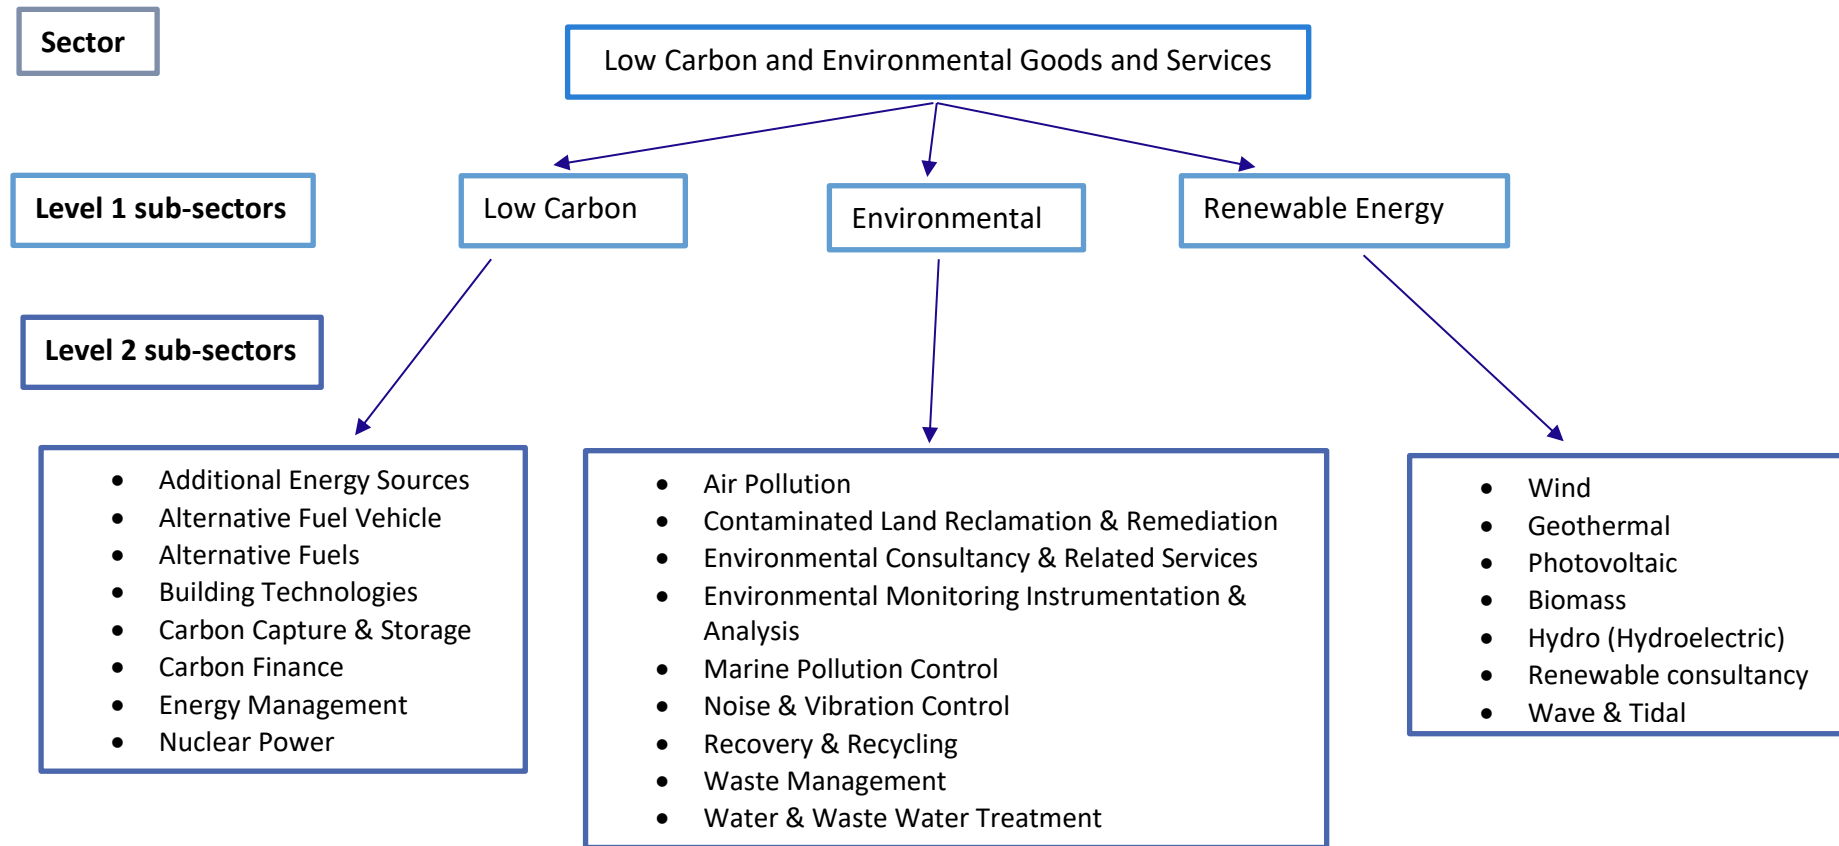 Sector
Low Carbon and Environmental Goods and Services
Level 1 sub-sectors
Low Carbon
Environmental
Renewable Energy
Level 2 sub-sectors
• Additional Energy Sources
• Alternative Fuel Vehicle
• Alternative Fuels
• Building Technologies
• Carbon Capture & Storage
• Carbon Finance
• Energy Management
• Nuclear Power
• Air Pollution
• Contaminated Land Reclamation & Remediation
• Environmental Consultancy & Related Services
• Environmental Monitoring Instrumentation &
Analysis
• Marine Pollution Control
• Noise & Vibration Control
• Recovery & Recycling
• Waste Management
• Water & Waste Water Treatment
• Wind
• Geothermal
• Photovoltaic
• Biomass
• Hydro (Hydroelectric)
• Renewable consultancy
• Wave & Tidal